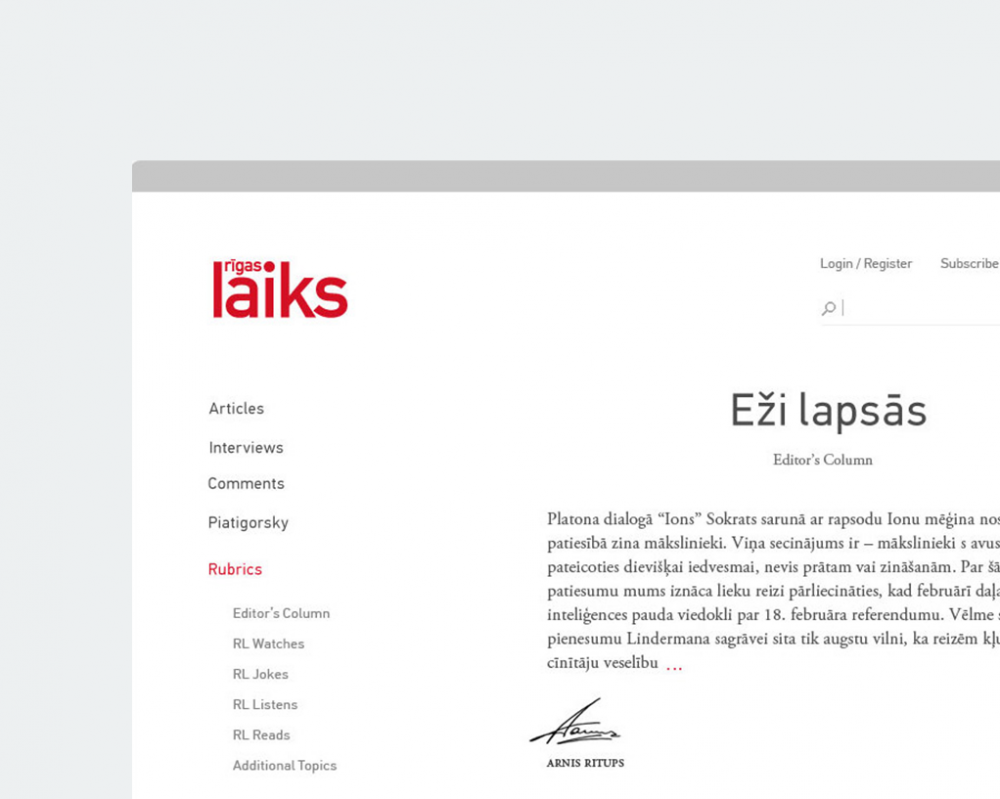 rīgas
laiks
Login / Register
Subscribe
Articles
Interviews
Comments
Piatigorsky
Rubrics
Editor's Column
RL Watches
RL Jokes
RL Listens
RL Reads
Additional Topics
Eži lapsās
Editor's Column
Platona dialogā “Ions” Sokrats sarunā ar rapsodu Ionu mēģina nos
patiesībā zina mākslinieki. Viņa secinājums ir – mākslinieki s avus
pateicoties dievišķai iedvesmai, nevis prātam vai zināšanām. Par šā
patiesumu mums iznāca lieku reizi pārliecināties, kad februārī daļa
inteliģences pauda viedokli par 18. februāra referendumu. Vēlme s
pienesumu Lindermana sagrāvei sita tik augstu vilni, ka reizēm kļu
cīnītāju veselību ...
ARNIS RITUPS